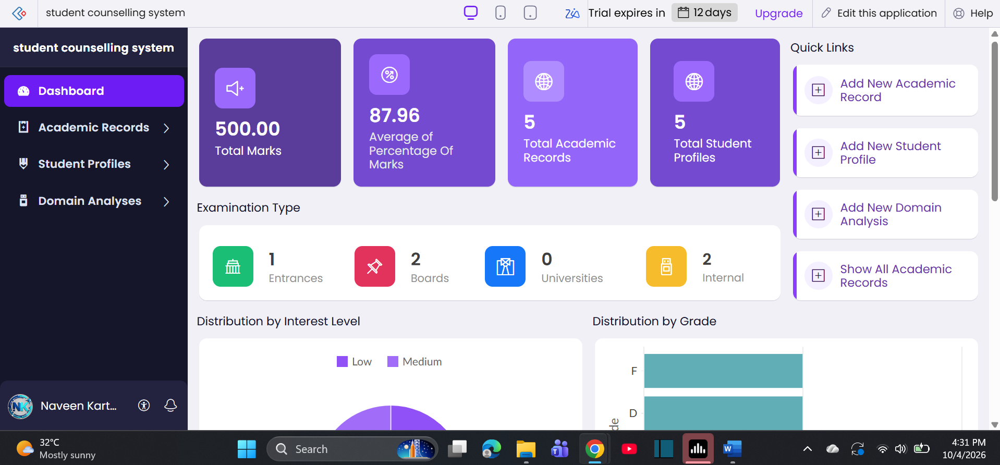 student counselling system
Trial expires in
12 days
Upgrade
Edit this application
Help
student counselling system
Dashboard
Academic Records
Student Profiles
Domain Analyses
Naveen Kart...
500.00
Total Marks
87.96
Average of
Percentage Of
Marks
5
Total Academic
Records
5
Total Student
Profiles
Quick Links
Add New Academic
Record
Add New Student
Profile
Add New Domain
Analysis
Show All Academic
Records
Examination Type
1
Entrances
2
Boards
0
Universities
2
Internal
Distribution by Interest Level
Low
Medium
Distribution by Grade
F
D
32°C
Mostly sunny
Search
4:31 PM
10/4/2026